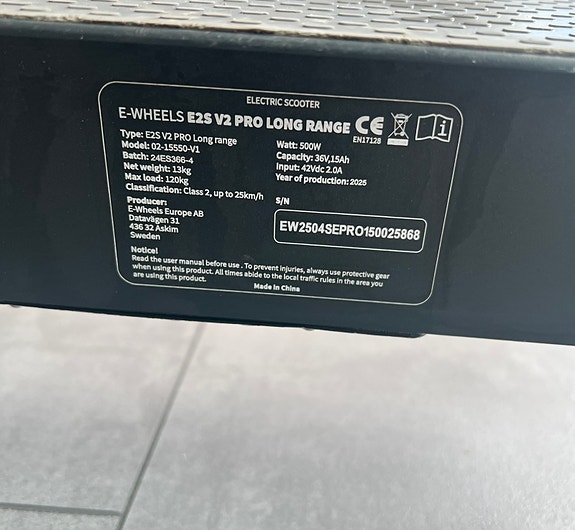 ELECTRIC SCOOTER
E-WHEELS E2S V2 PRO LONG RANGE CE
EN17128
Type: E2S V2 PRO Long range
Model: 02-15550-V1
Batch: 24ES366-4
Net weight: 13kg
Max load: 120kg
Classification: Class 2, up to 25km/h
Watt: 500W
Capacity: 36V,15Ah
Input: 42Vdc 2.0A
Year of production: 2025
Producer:
E-Wheels Europe AB
Datavägen 31
436 32 Askim
Sweden
S/N
EW2504SEPRO150025868
Notice!
Read the user manual before use . To prevent injuries, always use protective gear
when using this product. All times abide to the local traffic rules in the area you
are using this product.
Made in China